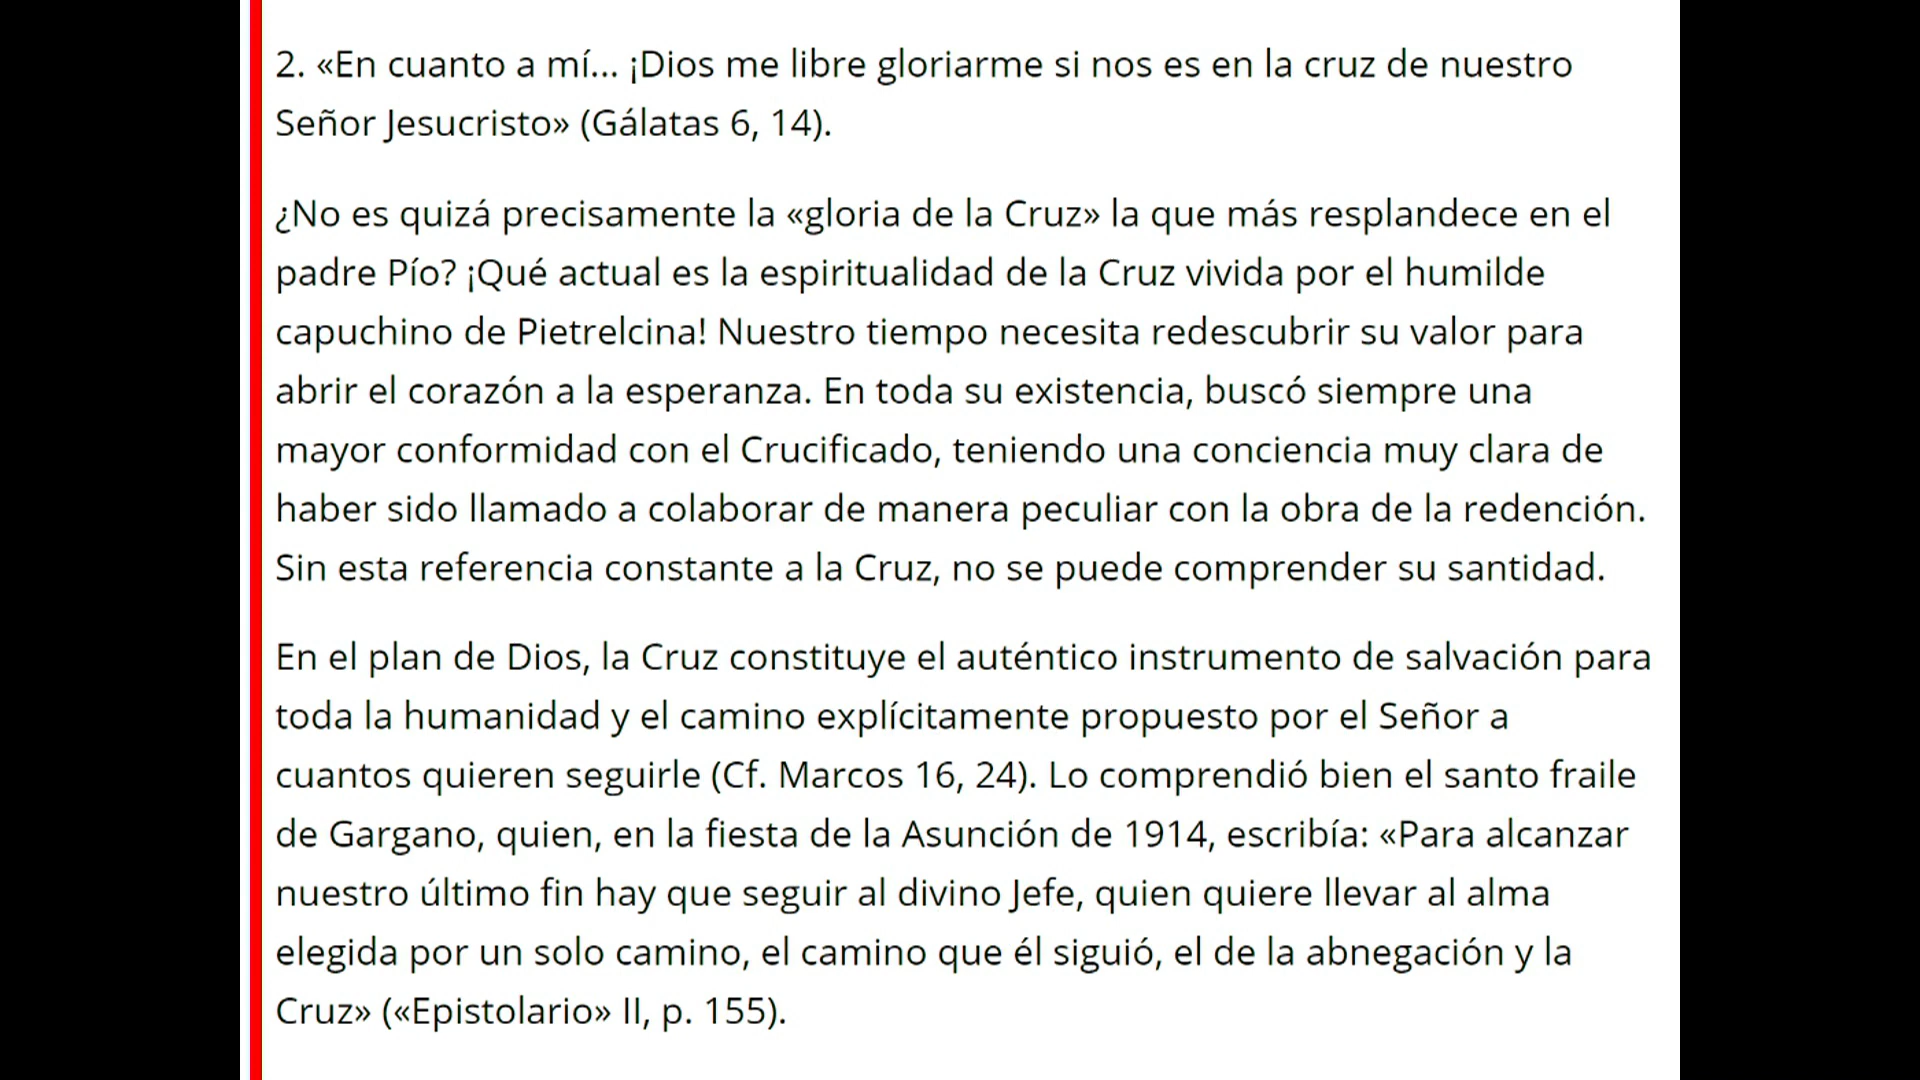 2. «En cuanto a mí... ¡Dios me libre gloriarme si nos es en la cruz de nuestro
Señor Jesucristo» (Gálatas 6, 14).
¿No es quizá precisamente la «gloria de la Cruz» la que más resplandece en el
padre Pío? ¡Qué actual es la espiritualidad de la Cruz vivida por el humilde
capuchino de Pietrelcina! Nuestro tiempo necesita redescubrir su valor para
abrir el corazón a la esperanza. En toda su existencia, buscó siempre una
mayor conformidad con el Crucificado, teniendo una conciencia muy clara de
haber sido llamado a colaborar de manera peculiar con la obra de la redención.
Sin esta referencia constante a la Cruz, no se puede comprender su santidad.
En el plan de Dios, la Cruz constituye el auténtico instrumento de salvación para
toda la humanidad y el camino explícitamente propuesto por el Señor a
cuantos quieren seguirle (Cf. Marcos 16, 24). Lo comprendió bien el santo fraile
de Gargano, quien, en la fiesta de la Asunción de 1914, escribía: «Para alcanzar
nuestro último fin hay que seguir al divino Jefe, quien quiere llevar al alma
elegida por un solo camino, el camino que él siguió, el de la abnegación y la
Cruz» («Epistolario» II, p. 155).